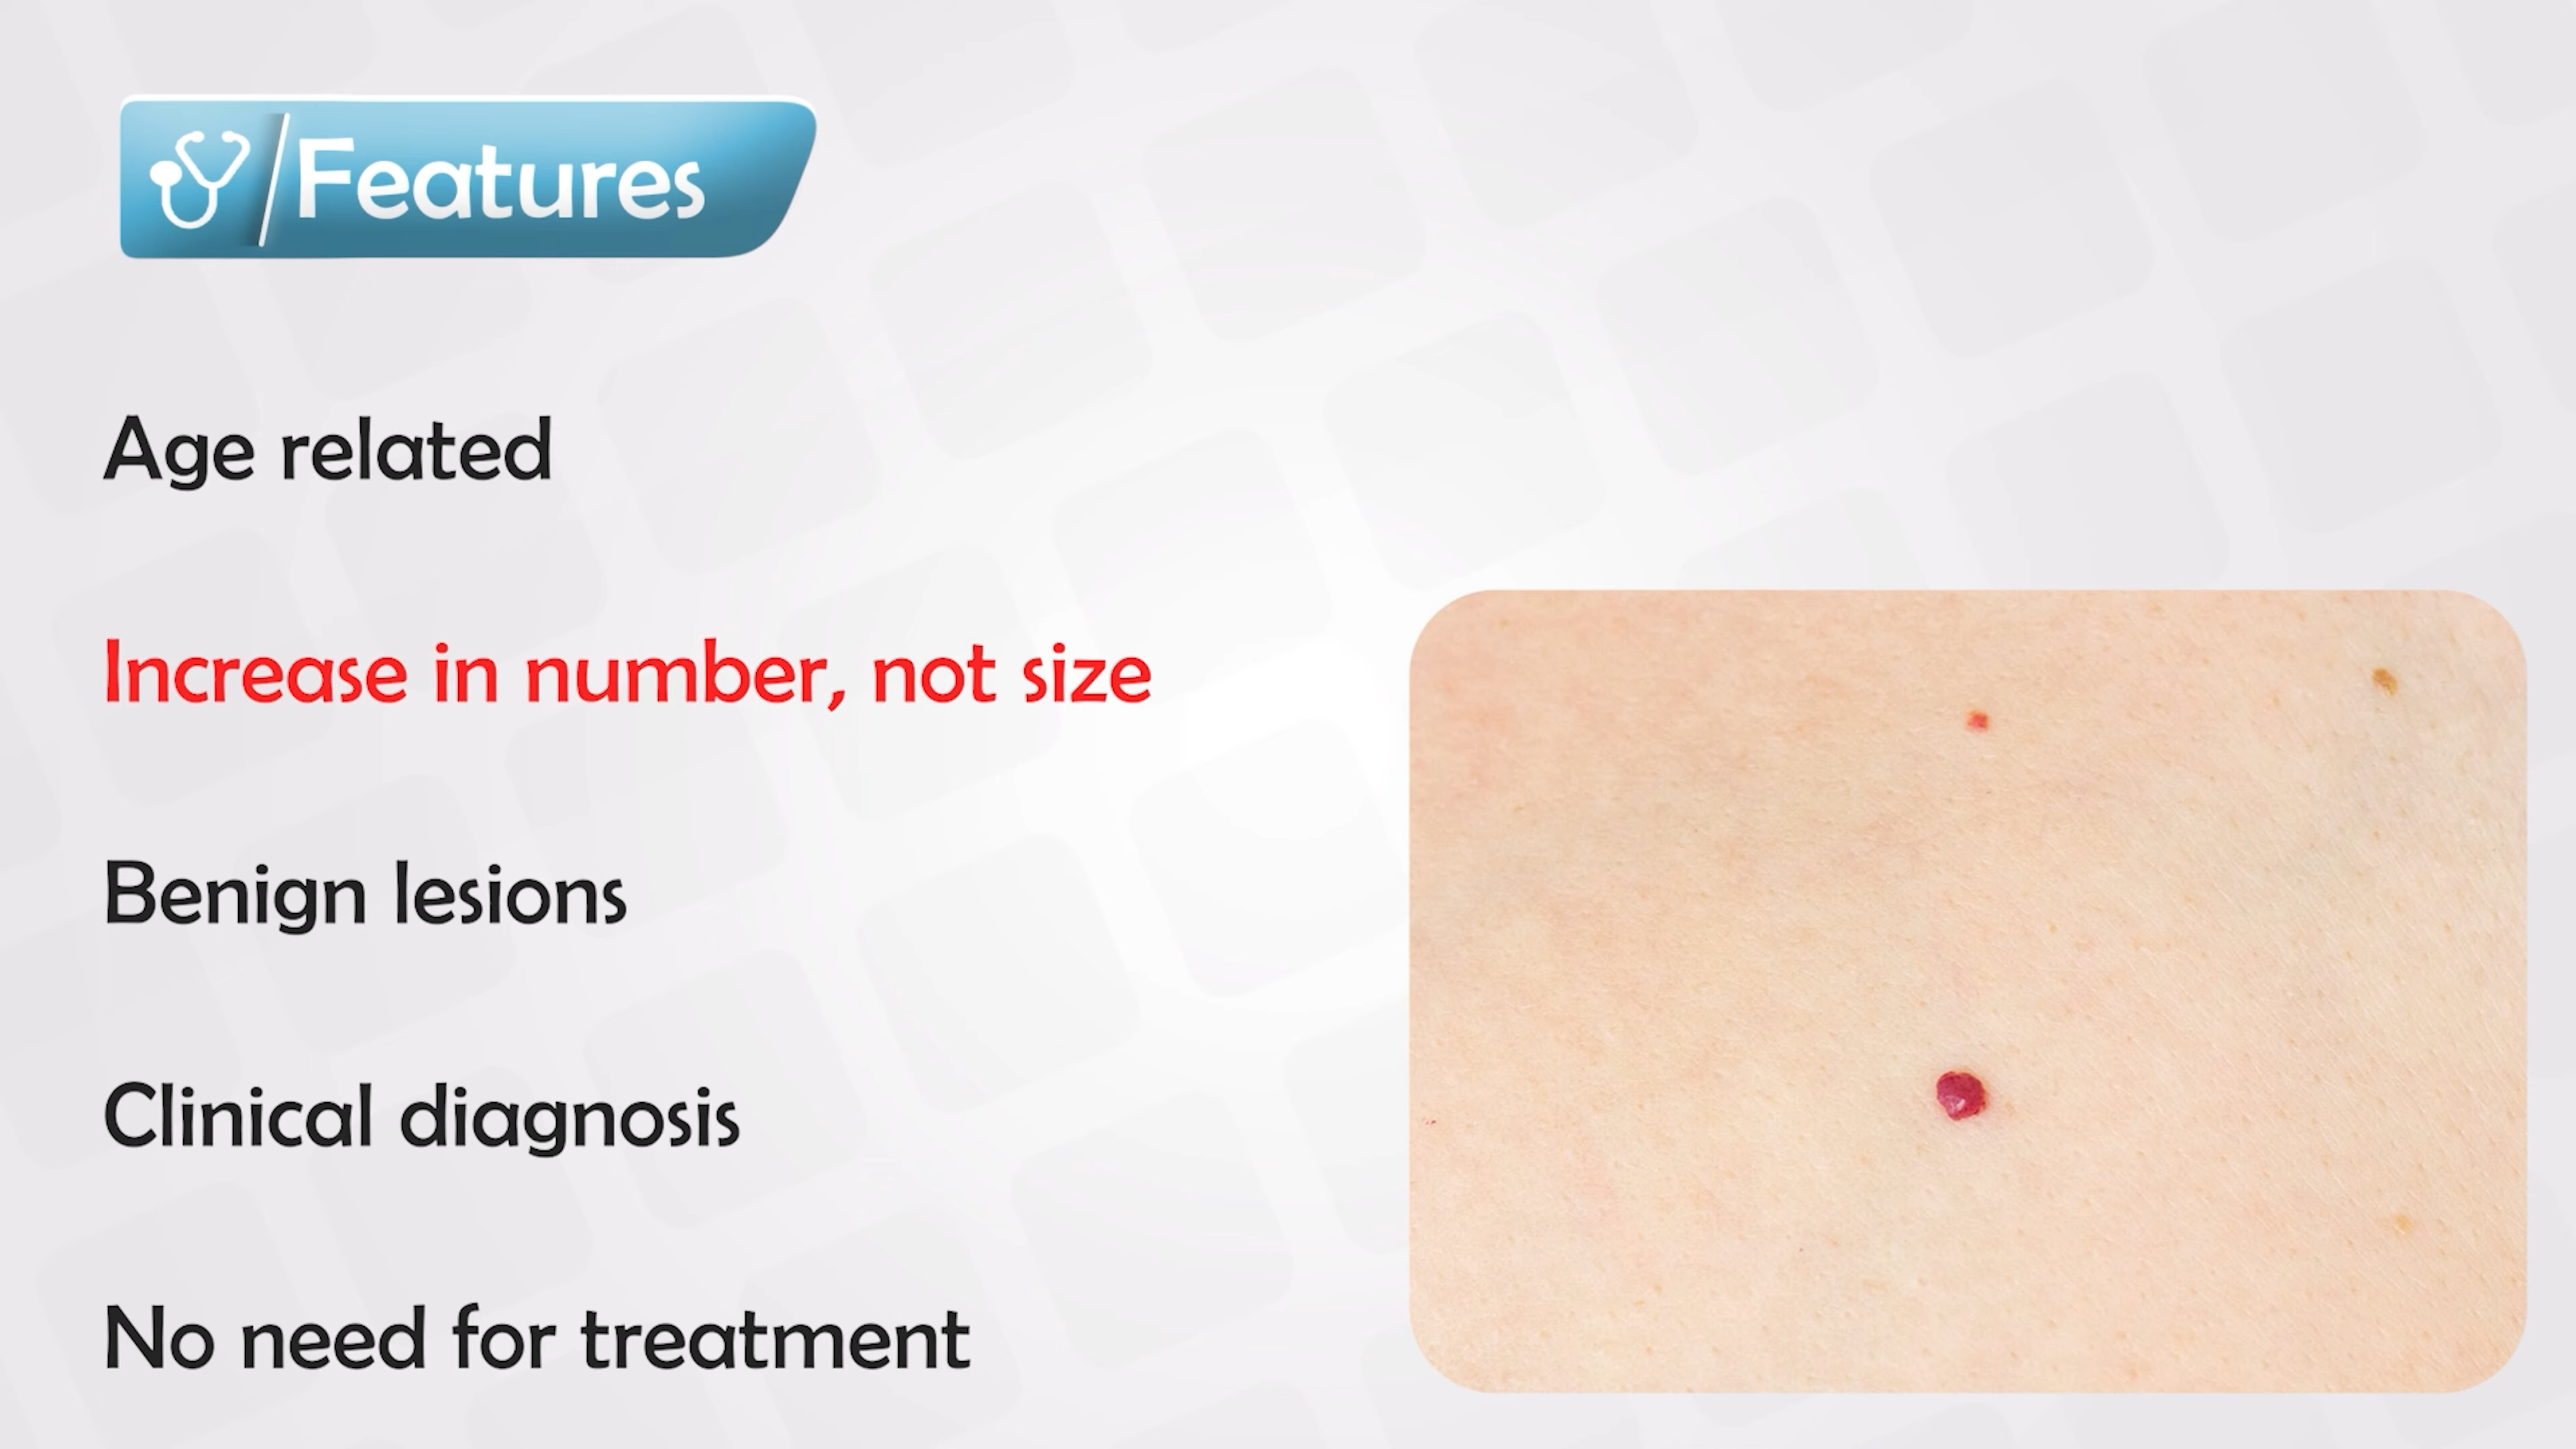 Features
Age related
Increase in number, not size
Benign lesions
Clinical diagnosis
No need for treatment